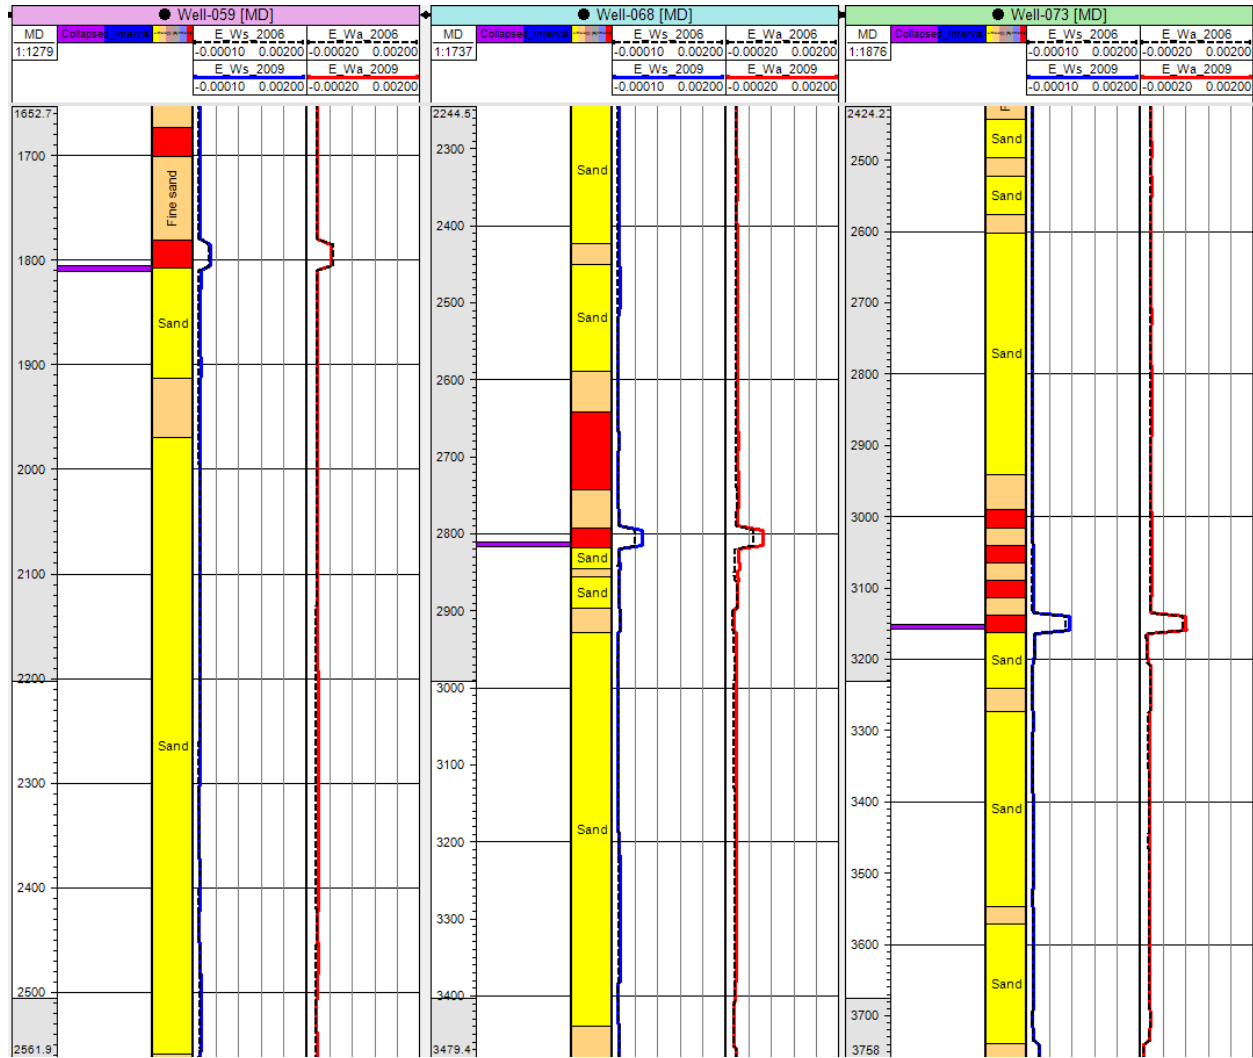 Well-059 [MD]
MD Collapsed_Interval E_Ws_2006 E_Wa_2006
1:1279 -0.00010 0.00200 -0.00020 0.00200
E_Ws_2009 E_Wa_2009
-0.00010 0.00200 -0.00020 0.00200
1652.7
1700
Fine sand
1800
Sand
1900
2000
2100
2200
Sand
2300
2400
2500
2561.9
Well-068 [MD]
MD Collapsed_Interval E_Ws_2006 E_Wa_2006
1:1737 -0.00010 0.00200 -0.00020 0.00200
E_Ws_2009 E_Wa_2009
-0.00010 0.00200 -0.00020 0.00200
2244.5
2300
Sand
2400
2500
Sand
2600
2700
2800
Sand
Sand
2900
3000
3100
Sand
3200
3300
3400
3479.4
Well-073 [MD]
MD Collapsed_Interval E_Ws_2006 E_Wa_2006
1:1876 -0.00010 0.00200 -0.00020 0.00200
E_Ws_2009 E_Wa_2009
-0.00010 0.00200 -0.00020 0.00200
2424.2
Sand
2500
Sand
2600
2700
Sand
2800
2900
3000
3100
3200
Sand
3300
3400
Sand
3500
3600
Sand
3700
3758